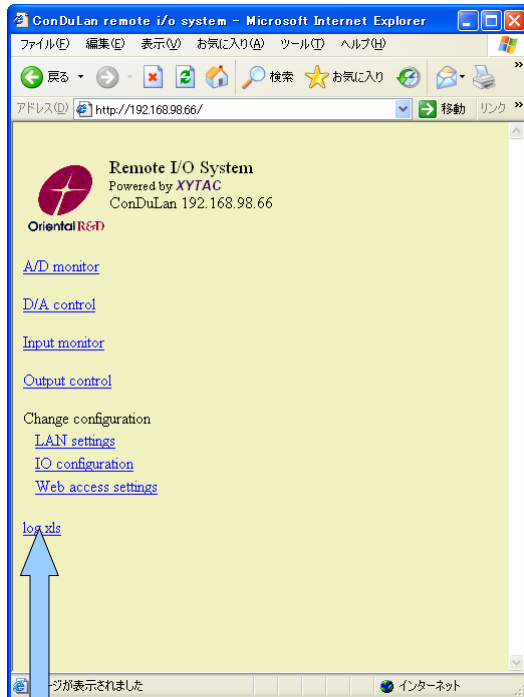 ConDuLan remote i/o system - Microsoft Internet Explorer
ファイル(F) 編集(E) 表示(V) お気に入り(A) ツール(T) ヘルプ(H)
戻る 検索 お気に入り
アドレス(D) http://192.168.98.66/ 移動 リンク
Remote I/O System
Powered by XYTAC
ConDuLan 192.168.98.66
Oriental R&D
A/D monitor
D/A control
Input monitor
Output control
Change configuration
LAN settings
IO configuration
Web access settings
log.xls
ージが表示されました インターネット